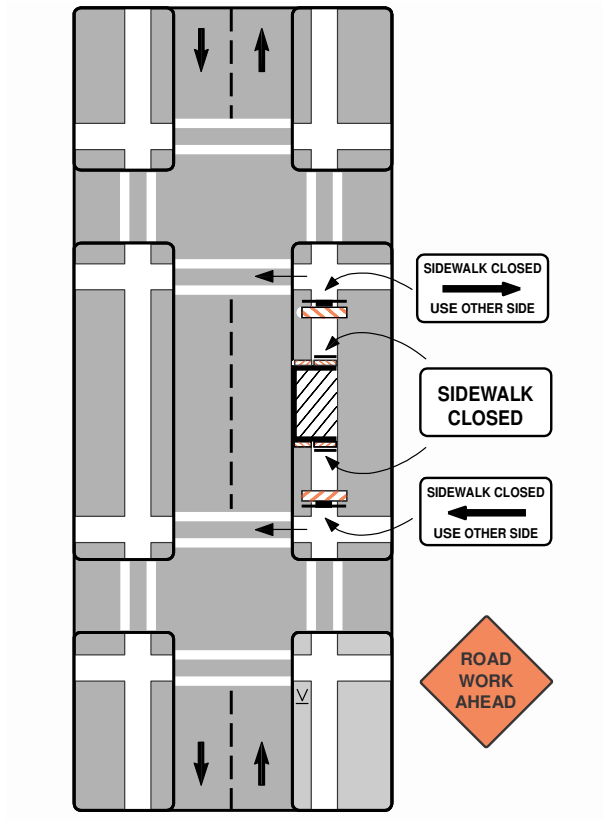 SIDEWALK CLOSED
USE OTHER SIDE
SIDEWALK
CLOSED
SIDEWALK CLOSED
USE OTHER SIDE
ROAD
WORK
AHEAD